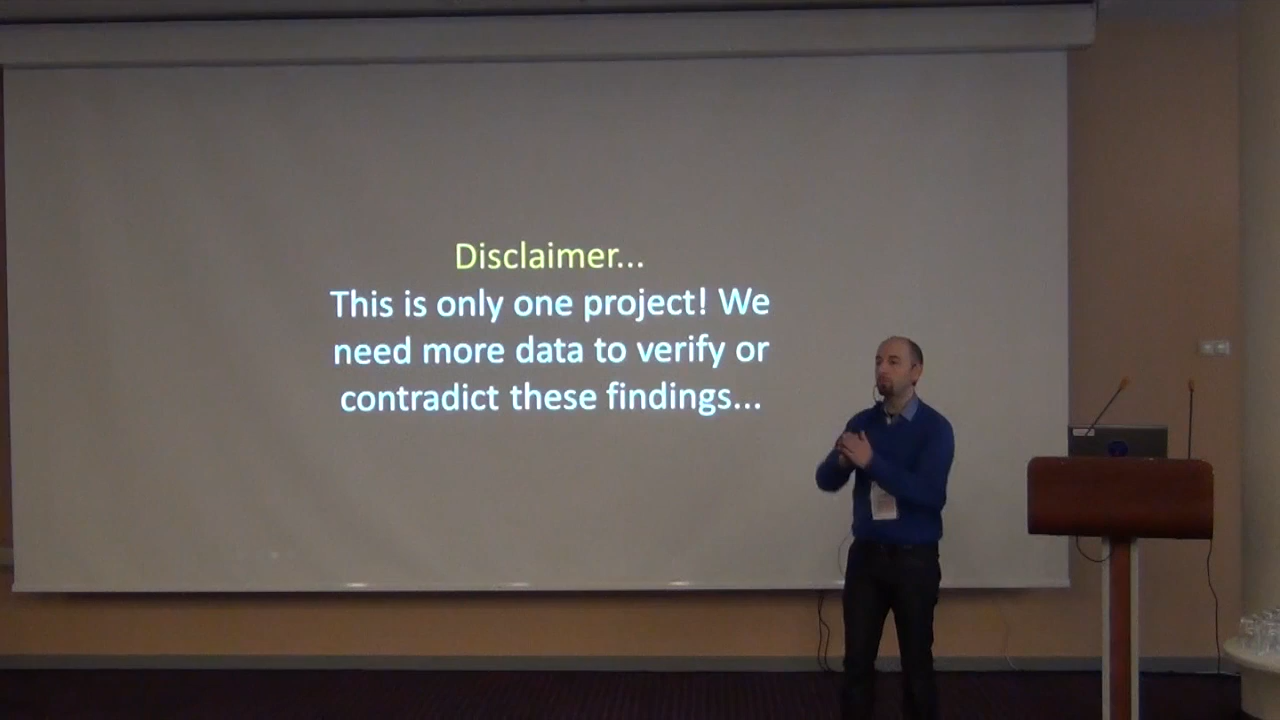 Disclaimer...
This is only one project! We
need more data to verify or
contradict these findings...